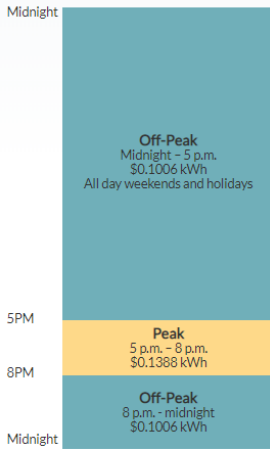 Midnight
Off-Peak
Midnight – 5 p.m.
$0.1006 kWh
All day weekends and holidays
5PM
Peak
5 p.m. – 8 p.m.
$0.1388 kWh
8PM
Off-Peak
8 p.m. - midnight
$0.1006 kWh
Midnight